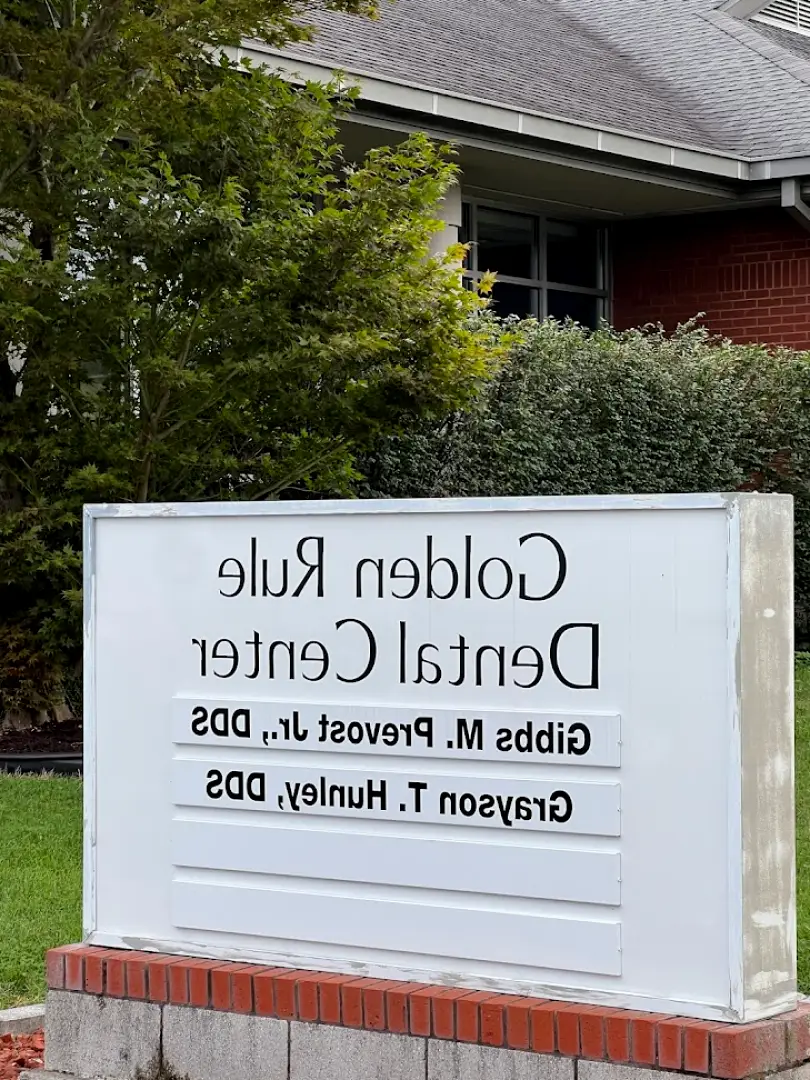 Golden Rule
Dental Center
Gibbs M. Prevost Jr., DDS
Grayson T. Hunley, DDS